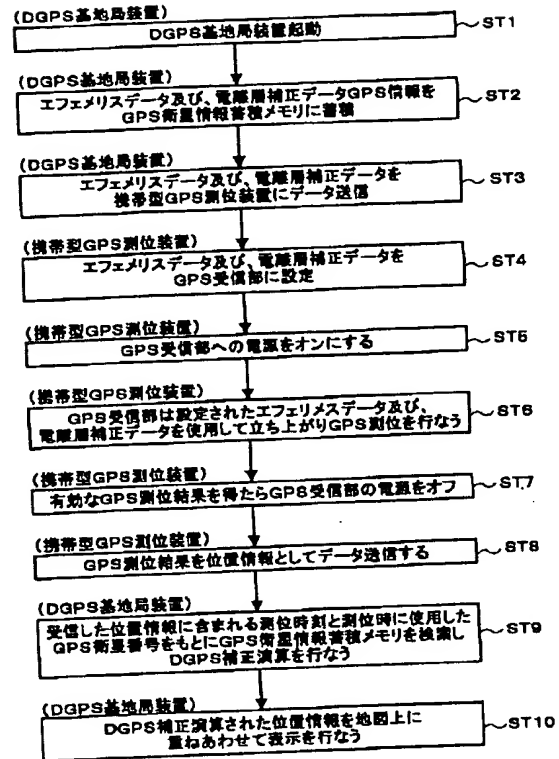 (DGPS基地局装置)
DGPS基地局装置起動
ST1
(DGPS基地局装置)
エフェメリスデータ及び、電離層補正データGPS情報を
GPS衛星情報蓄積メモリに蓄積
ST2
(DGPS基地局装置)
エフェメリスデータ及び、電離層補正データを
携帯型GPS測位装置にデータ送信
ST3
(携帯型GPS測位装置)
エフェメリスデータ及び、電離層補正データを
GPS受信部に設定
ST4
(携帯型GPS測位装置)
GPS受信部への電源をオンにする
ST5
(携帯型GPS測位装置)
GPS受信部は設定されたエフェリメスデータ及び、
電離層補正データを使用して立ち上がりGPS測位を行なう
ST6
(携帯型GPS測位装置)
有効なGPS測位結果を得たらGPS受信部の電源をオフ
ST7
(携帯型GPS測位装置)
GPS測位結果を位置情報としてデータ送信する
ST8
(DGPS基地局装置)
受信した位置情報に含まれる測位時刻と測位時に使用した
GPS衛星番号をもとにGPS衛星情報蓄積メモリを検索し
DGPS補正演算を行なう
ST9
(DGPS基地局装置)
DGPS補正演算された位置情報を地図上に
重ねあわせて表示を行なう
ST10